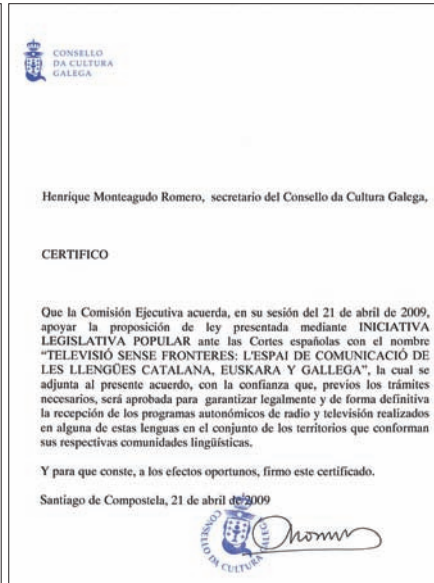 CONSELLO
DA CULTURA
GALEGA
Henrique Monteagudo Romero, secretario del Consello da Cultura Galega,
CERTIFICO
Que la Comisión Ejecutiva acuerda, en su sesión del 21 de abril de 2009,
apoyar la proposición de ley presentada mediante INICIATIVA
LEGISLATIVA POPULAR ante las Cortes españolas con el nombre
“TELEVISIÓ SENSE FRONTERES: L'ESPAI DE COMUNICACIÓ DE
LES LLENGÜES CATALANA, EUSKARA Y GALLEGA”, la cual se
adjunta al presente acuerdo, con la confianza que, previos los trámites
necesarios, será aprobada para garantizar legalmente y de forma definitiva
la recepción de los programas autonómicos de radio y televisión realizados
en alguna de estas lenguas en el conjunto de los territorios que conforman
sus respectivas comunidades lingüísticas.
Y para que conste, a los efectos oportunos, firmo este certificado.
Santiago de Compostela, 21 de abril de 2009
CONSELLO
CULTURA